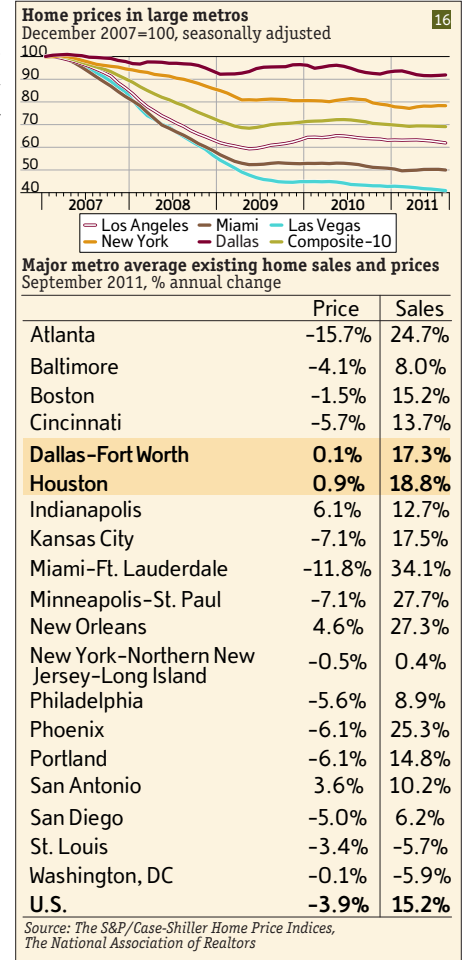 Home prices in large metros
16
December 2007=100, seasonally adjusted
100
90
80
70
60
50
40
2007 2008 2009 2010 2011
Los Angeles Miami Las Vegas
New York Dallas Composite-10
Major metro average existing home sales and prices
September 2011, % annual change
Price Sales
Atlanta -15.7% 24.7%
Baltimore -4.1% 8.0%
Boston -1.5% 15.2%
Cincinnati -5.7% 13.7%
Dallas-Fort Worth 0.1% 17.3%
Houston 0.9% 18.8%
Indianapolis 6.1% 12.7%
Kansas City -7.1% 17.5%
Miami-Ft. Lauderdale -11.8% 34.1%
Minneapolis-St. Paul -7.1% 27.7%
New Orleans 4.6% 27.3%
New York-Northern New
Jersey-Long Island -0.5% 0.4%
Philadelphia -5.6% 8.9%
Phoenix -6.1% 25.3%
Portland -6.1% 14.8%
San Antonio 3.6% 10.2%
San Diego -5.0% 6.2%
St. Louis -3.4% -5.7%
Washington, DC -0.1% -5.9%
U.S. -3.9% 15.2%
Source: The S&P/Case-Shiller Home Price Indices,
The National Association of Realtors